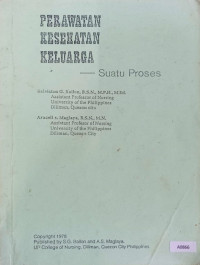 PERAWATAN
KESEHATAN
KELUARGA
— Suatu Proses
Assistant Professor of Nursing
University of the Philippines
Diliman, Quezon City
Araceli S. Maglaya, B.S.N., M.N.
Assistant Professor of Nursing
University of the Philippines
Diliman, Quezon City
Copyright 1978
Published by S.G. Bailon and A.S. Maglaya,
UP College of Nursing, Diliman, Quezon City Philippines